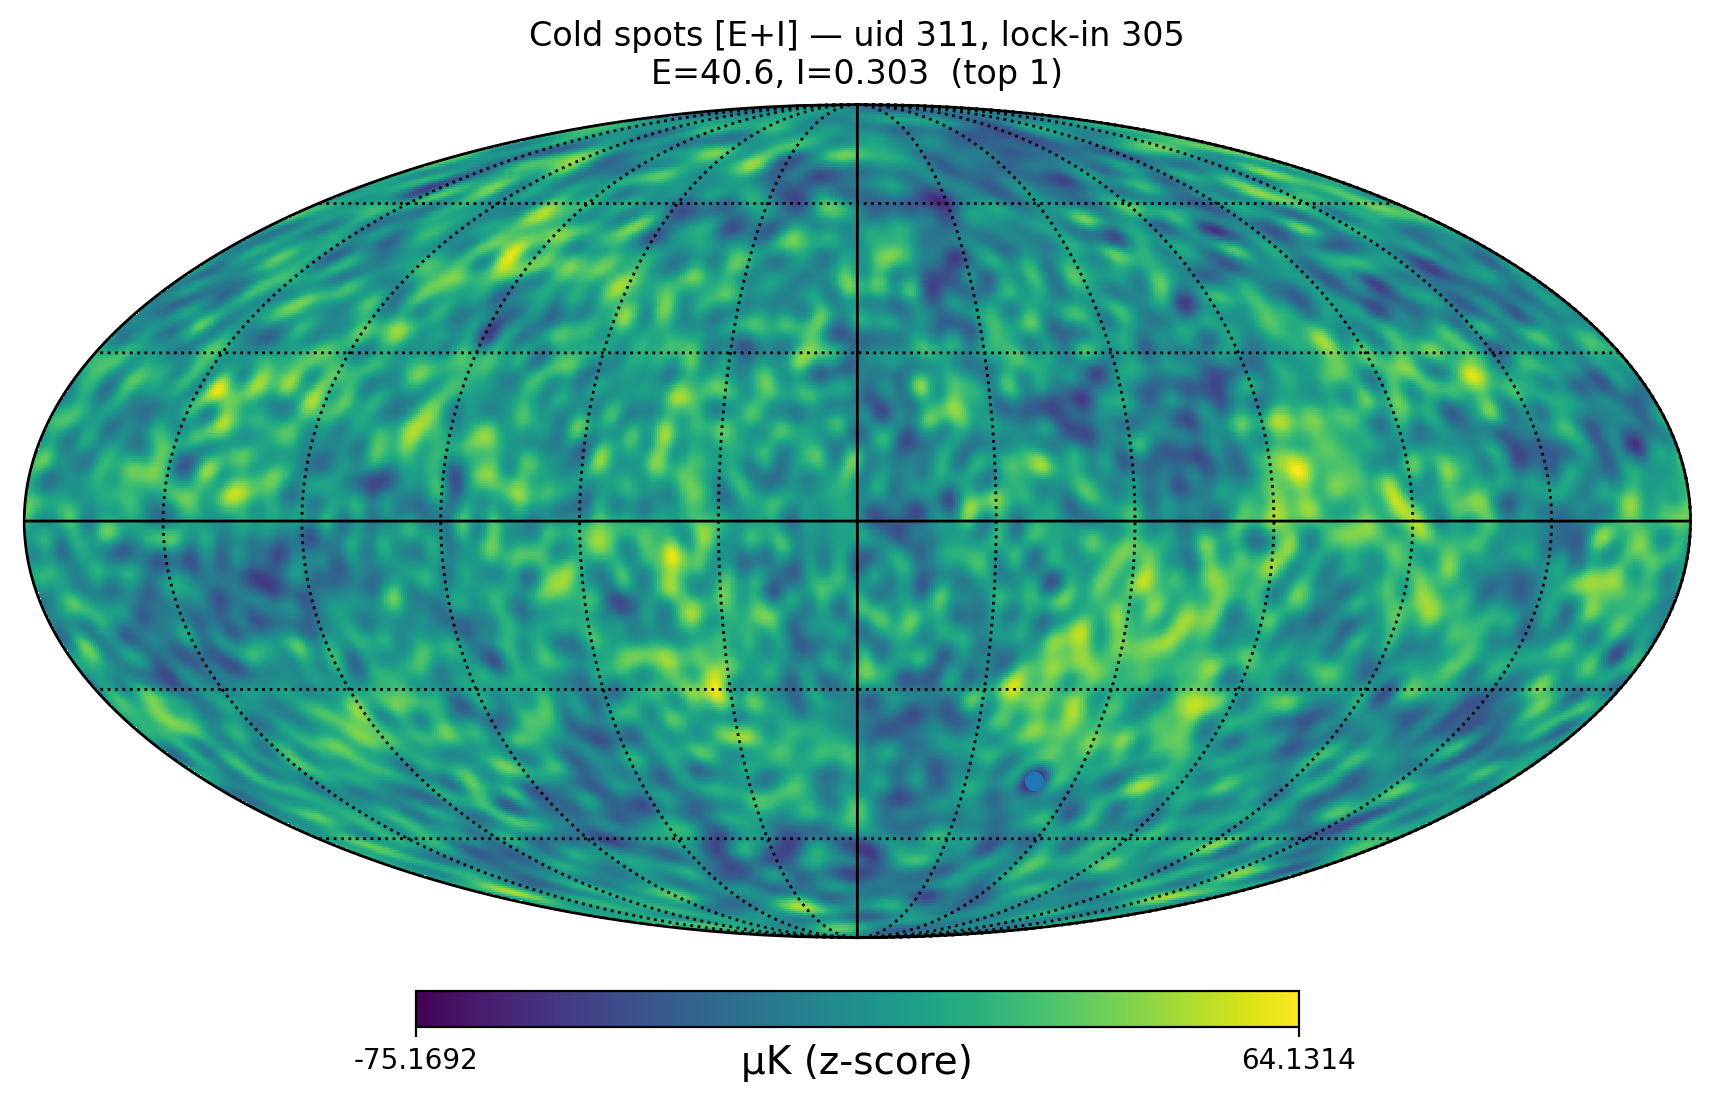 Cold spots [E+I] — uid 311, lock-in 305
E=40.6, I=0.303  (top 1)
-75.1692
μK (z-score)
64.1314